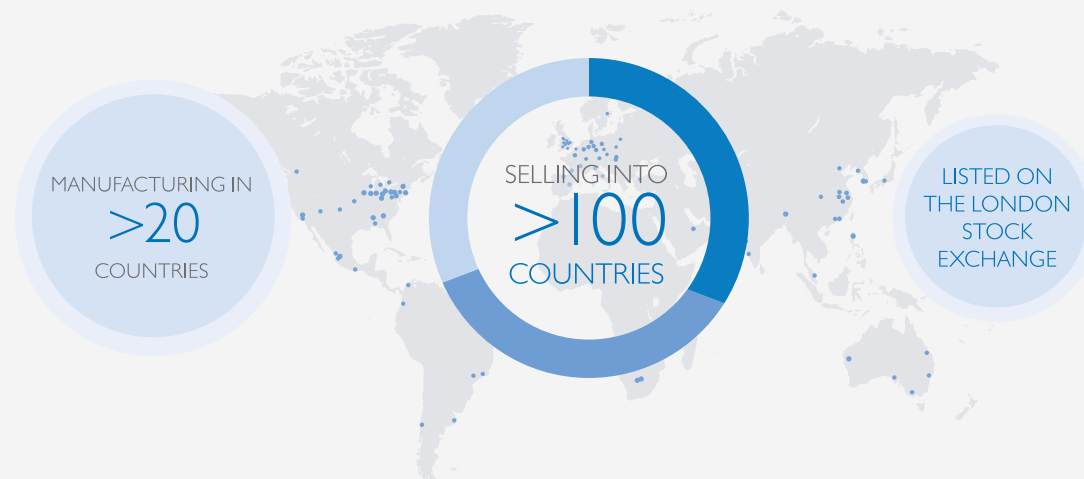 MANUFACTURING IN
>20
COUNTRIES
SELLING INTO
>100
COUNTRIES
LISTED ON
THE LONDON
STOCK
EXCHANGE